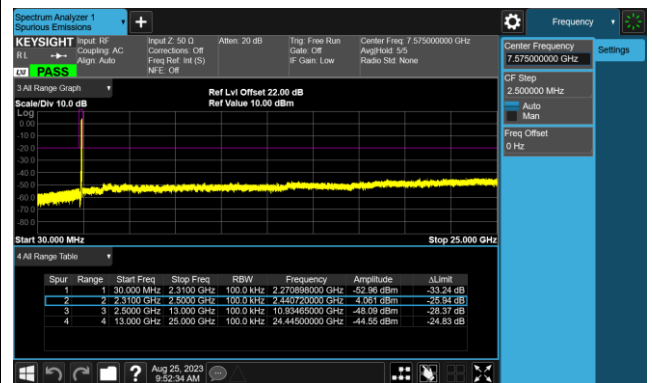 Spectrum Analyzer 1
Spurious Emissions
Frequency
KEYSIGHT Input: RF Input Z: 50 Ω Atten: 20 dB Trig: Free Run Center Freq: 7.575000000 GHz
RL Coupling: AC Corrections: Off Gate: Off Avg|Hold: 5/5
Align: Auto Freq Ref: Int (S) IF Gain: Low Radio Std: None
LXI PASS NFE: Off
Center Frequency
7.575000000 GHz
Settings
CF Step
2.500000 MHz
Auto
Man
Freq Offset
0 Hz
3 All Range Graph
Ref Lvl Offset 22.00 dB
Scale/Div 10.0 dB Ref Value 10.00 dBm
Log
0.00
-10.0
-20.0
-30.0
-40.0
-50.0
-60.0
-70.0
-80.0
Start 30.000 MHz Stop 25.000 GHz
4 All Range Table
Spur Range Start Freq Stop Freq RBW Frequency Amplitude ΔLimit
1 1 30.000 MHz 2.3100 GHz 100.0 kHz 2.270898000 GHz -52.96 dBm -33.24 dB
2 2 2.3100 GHz 2.5000 GHz 100.0 kHz 2.440720000 GHz 4.061 dBm -25.94 dB
3 3 2.5000 GHz 13.000 GHz 100.0 kHz 10.93465000 GHz -48.09 dBm -28.37 dB
4 4 13.000 GHz 25.000 GHz 100.0 kHz 24.44500000 GHz -44.55 dBm -24.83 dB
? Aug 25, 2023
9:52:34 AM